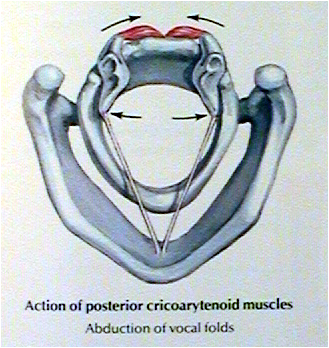 Action of posterior cricoarytenoid muscles
Abduction of vocal folds